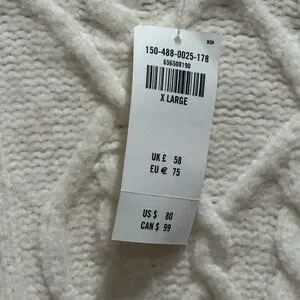 150-488-0025-178
656508190
X LARGE
UK £ 58
EU € 75
US $ 80
CAN $ 99